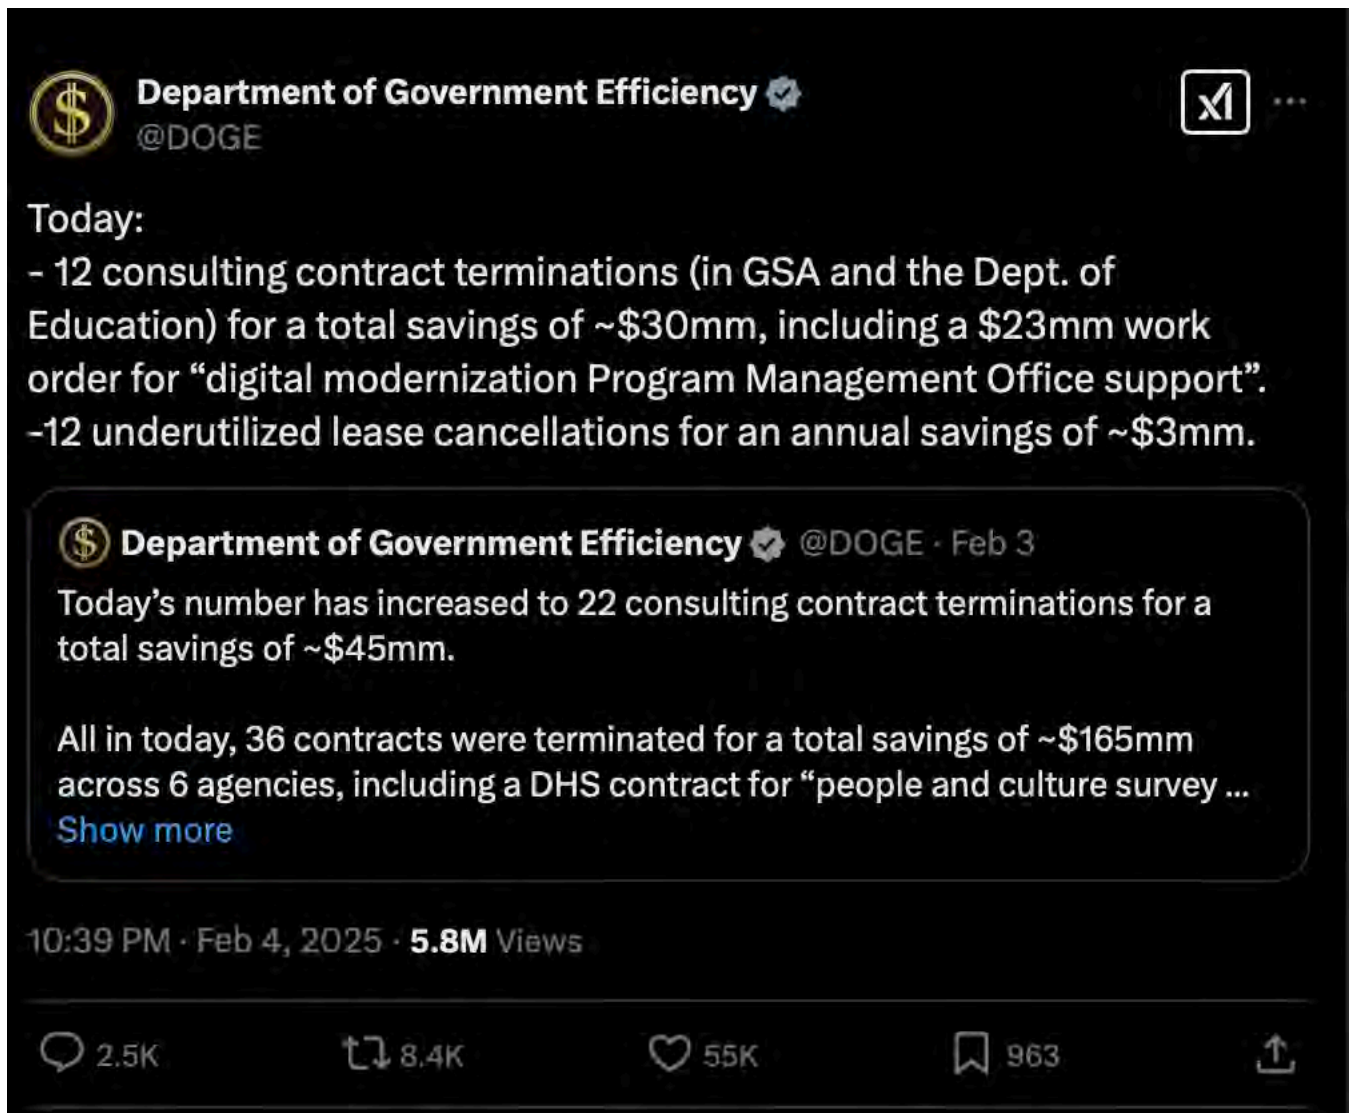 Department of Government Efficiency
@DOGE
Today:
- 12 consulting contract terminations (in GSA and the Dept. of
Education) for a total savings of ~$30mm, including a $23mm work
order for “digital modernization Program Management Office support”.
-12 underutilized lease cancellations for an annual savings of ~$3mm.
Department of Government Efficiency @DOGE · Feb 3
Today’s number has increased to 22 consulting contract terminations for a
total savings of ~$45mm.
All in today, 36 contracts were terminated for a total savings of ~$165mm
across 6 agencies, including a DHS contract for “people and culture survey ...
Show more
10:39 PM · Feb 4, 2025 · 5.8M Views
2.5K 8.4K 55K 963